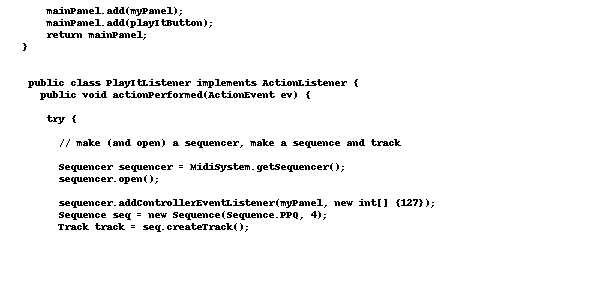 mainPanel.add(myPanel);
mainPanel.add(playItButton);
return mainPanel;
}
public class PlayItListener implements ActionListener {
public void actionPerformed(ActionEvent ev) {
try {
// make (and open) a sequencer, make a sequence and track
Sequencer sequencer = MidiSystem.getSequencer();
sequencer.open();
sequencer.addControllerEventListener(myPanel, new int[] {127});
Sequence seq = new Sequence(Sequence.PPQ, 4);
Track track = seq.createTrack();